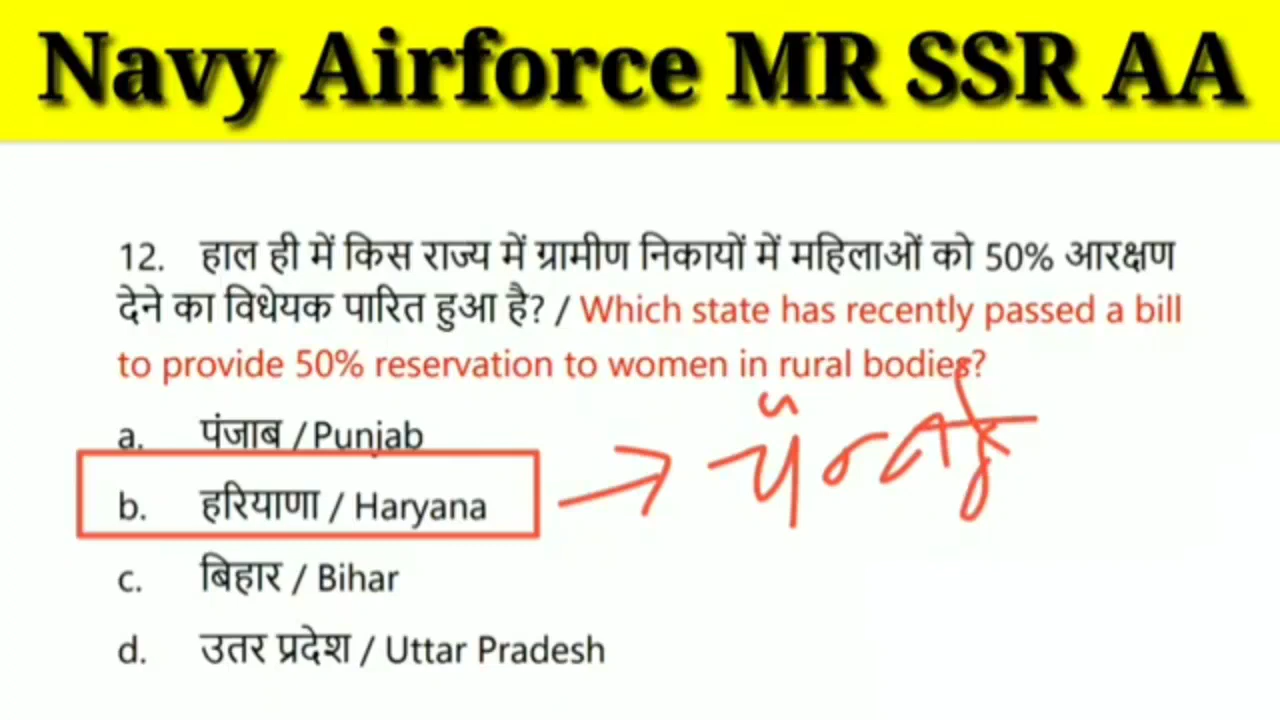 Navy Airforce MR SSR AA
12. हाल ही में किस राज्य में ग्रामीण निकायों में महिलाओं को 50% आरक्षण
देने का विधेयक पारित हुआ है? / Which state has recently passed a bill
to provide 50% reservation to women in rural bodies?
a. पंजाब / Punjab
b. हरियाणा / Haryana
c. बिहार / Bihar
d. उतर प्रदेश / Uttar Pradesh